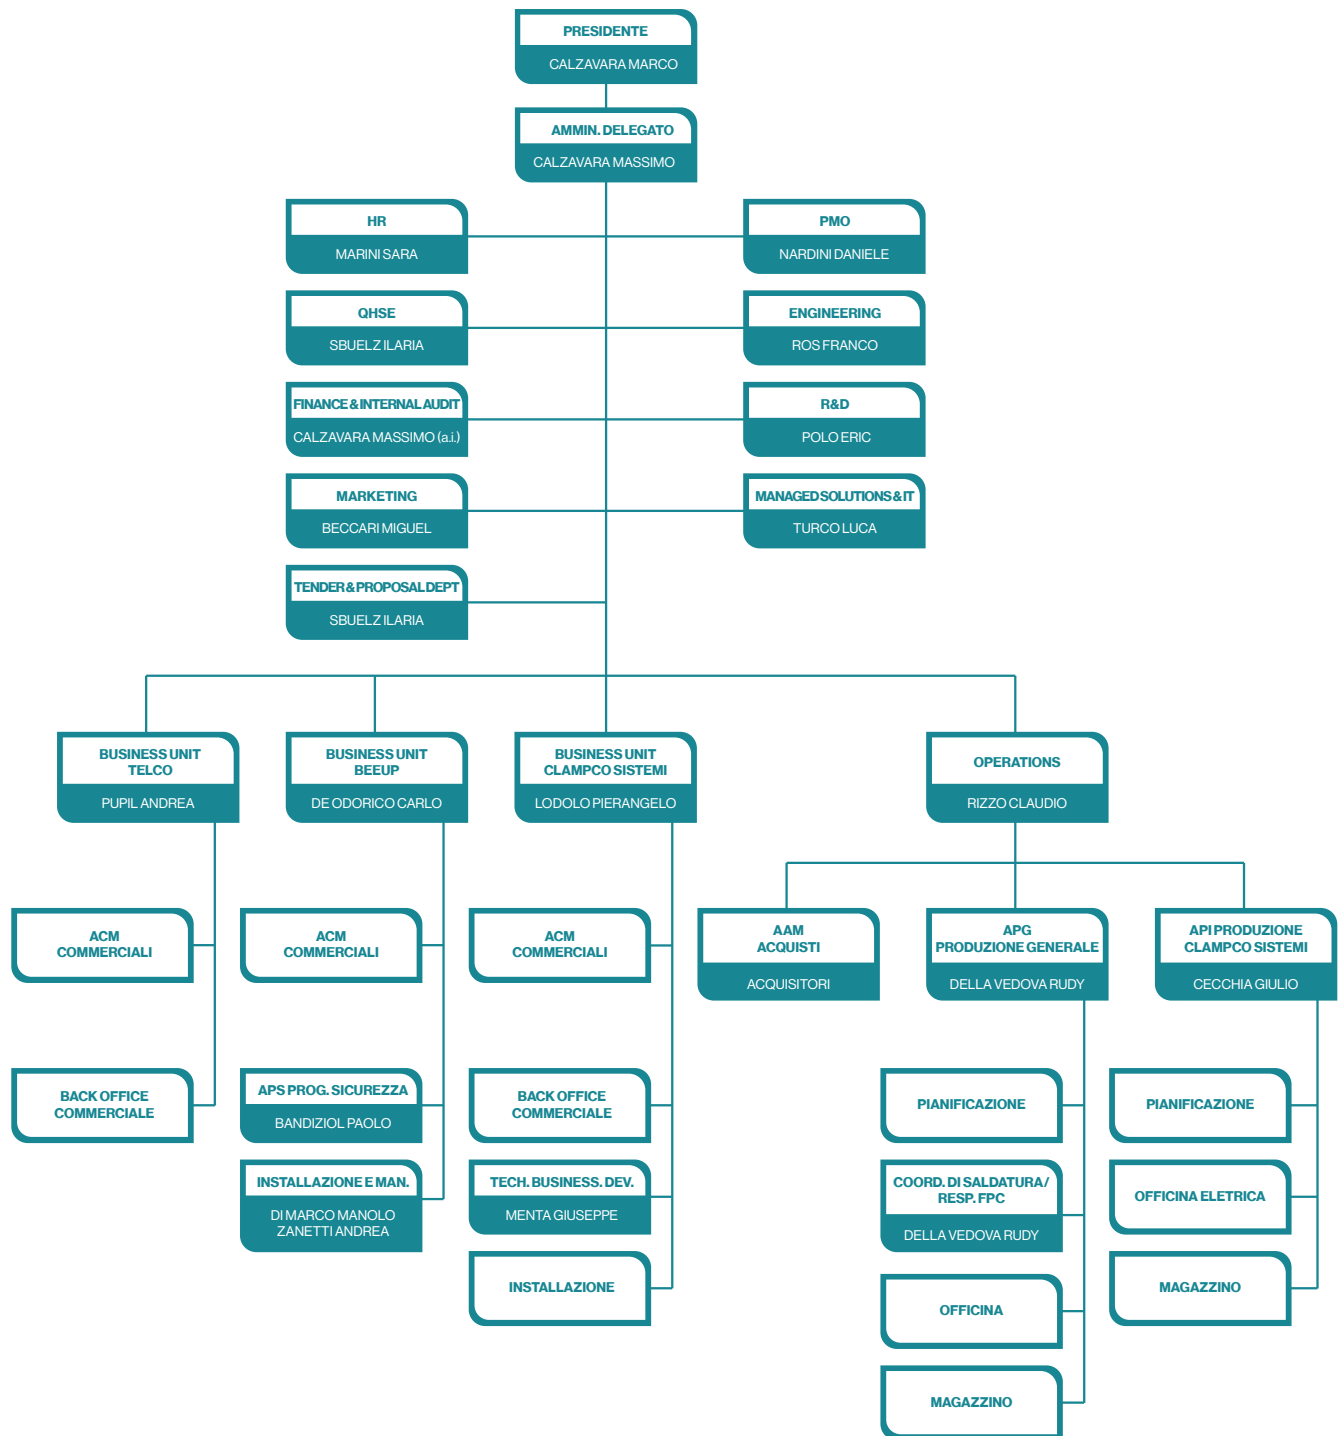 PRESIDENTE
CALZAVARA MARCO
AMMIN. DELEGATO
CALZAVARA MASSIMO
HR
MARINI SARA
PMO
NARDINI DANIELE
QHSE
SBUELZ ILARIA
ENGINEERING
ROS FRANCO
FINANCE & INTERNAL AUDIT
CALZAVARA MASSIMO (a.i.)
R&D
POLO ERIC
MARKETING
BECCARI MIGUEL
MANAGED SOLUTIONS & IT
TURCO LUCA
TENDER & PROPOSAL DEPT
SBUELZ ILARIA
BUSINESS UNIT
TELCO
PUPIL ANDREA
BUSINESS UNIT
BEEUP
DE ODORICO CARLO
BUSINESS UNIT
CLAMPCO SISTEMI
LODOLO PIERANGELO
OPERATIONS
RIZZO CLAUDIO
ACM
COMMERCIALI
ACM
COMMERCIALI
ACM
COMMERCIALI
AAM
ACQUISTI
ACQUISITORI
APG
PRODUZIONE GENERALE
DELLA VEDOVA RUDY
API PRODUZIONE
CLAMPCO SISTEMI
CECCHIA GIULIO
BACK OFFICE
COMMERCIALE
APS PROG. SICUREZZA
BANDIZIOL PAOLO
BACK OFFICE
COMMERCIALE
PIANIFICAZIONE
PIANIFICAZIONE
INSTALLAZIONE E MAN.
DI MARCO MANOLO
ZANETTI ANDREA
TECH. BUSINESS. DEV.
MENTA GIUSEPPE
COORD. DI SALDATURA/
RESP. FPC
DELLA VEDOVA RUDY
OFFICINA ELETRICA
INSTALLAZIONE
OFFICINA
MAGAZZINO
MAGAZZINO